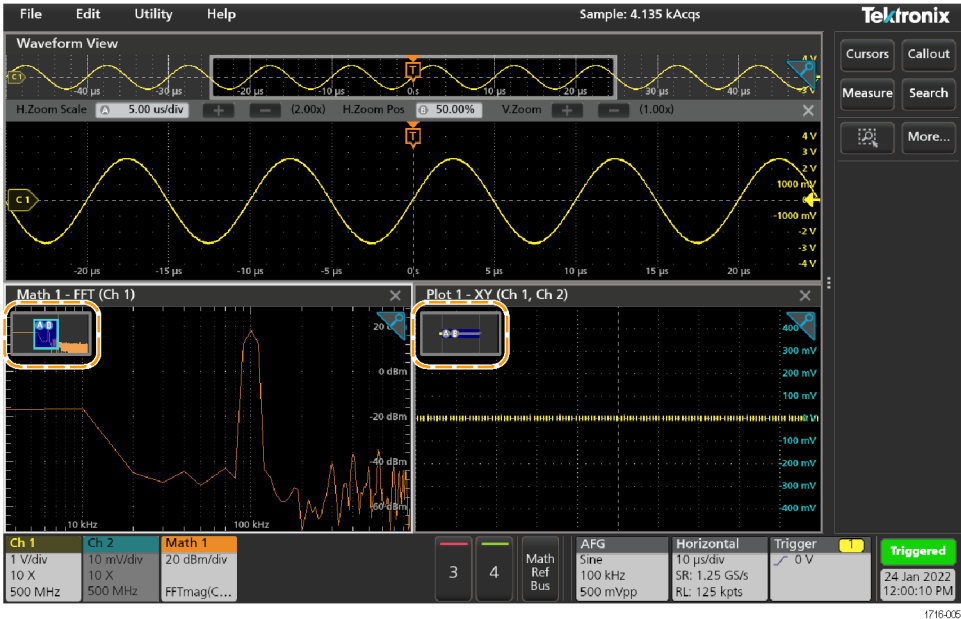 File Edit Utility Help Sample: 4.135 kAcqs Tektronix
Waveform View
C1
-40 µs -30 µs -20 µs -10 µs T 10 µs 20 µs 30 µs 40 µs
H.Zoom Scale A 5.00 us/div + - (2.00x) H.Zoom Pos B 50.00% V.Zoom + - (1.00x)
T
4 V
3 V
2 V
1000 mV
C 1
-1000 mV
-2 V
-3 V
-4 V
-20 µs -15 µs -10 µs -5 µs 0 s 5 µs 10 µs 15 µs 20 µs
Cursors Callout
Measure Search
More...
Math 1 - FFT (Ch 1)
A B
20
0 dBm
-20 dBm
-40 dBm
10 kHz 100 kHz
Plot 1 - XY (Ch 1, Ch 2)
A B
400
300 mV
200 mV
100 mV
-100 mV
-200 mV
-300 mV
-400 mV
Ch 1
1 V/div
10 X
500 MHz
Ch 2
10 mV/div
10 X
500 MHz
Math 1
20 dBm/div
FFTmag(C...
3 4
Math
Ref
Bus
AFG
Sine
100 kHz
500 mVpp
Horizontal
10 µs/div
SR: 1.25 GS/s
RL: 125 kpts
Trigger 1
0 V
Triggered
24 Jan 2022
12:00:10 PM
1716-005